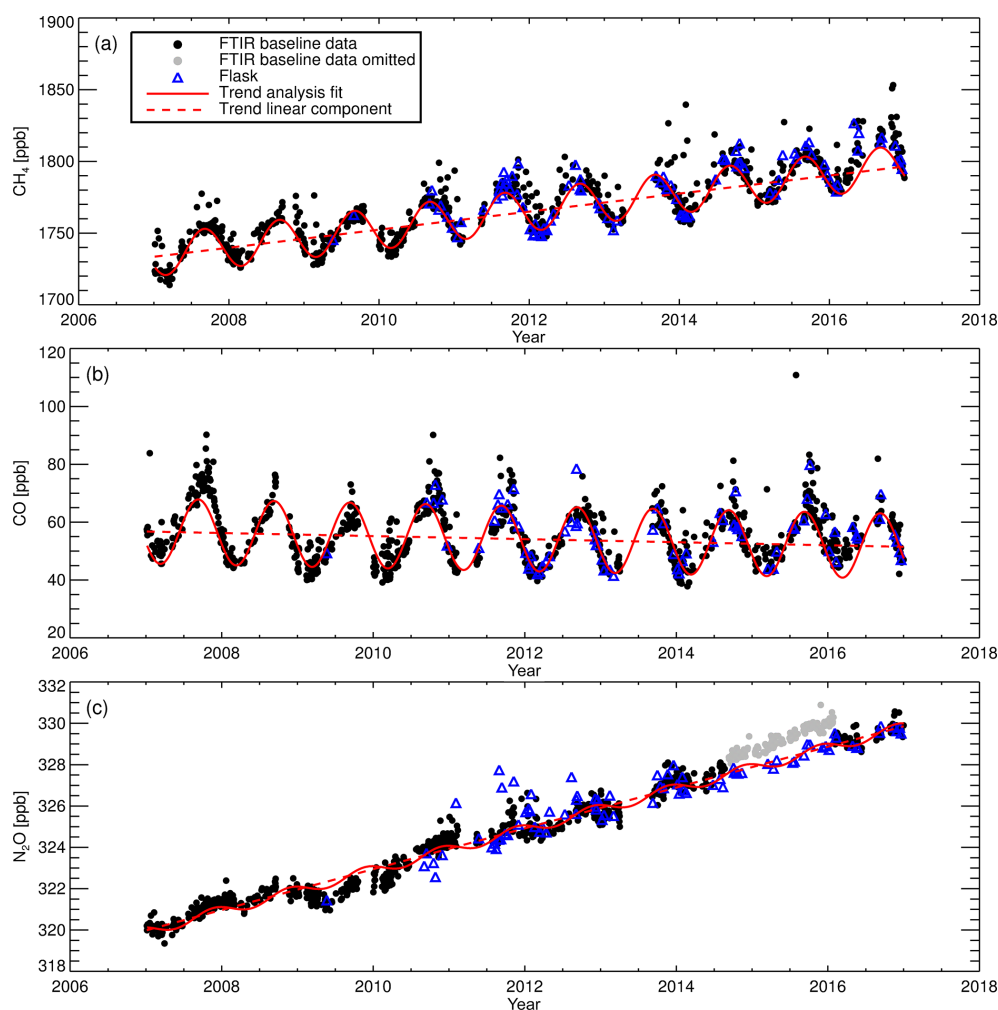 (a)
FTIR baseline data
FTIR baseline data omitted
Flask
Trend analysis fit
Trend linear component
CH4 [ppb]
1900
1850
1800
1750
1700
2006 2008 2010 2012 2014 2016 2018
Year
(b)
CO [ppb]
120
100
80
60
40
20
2006 2008 2010 2012 2014 2016 2018
Year
(c)
N2O [ppb]
332
330
328
326
324
322
320
318
2006 2008 2010 2012 2014 2016 2018
Year